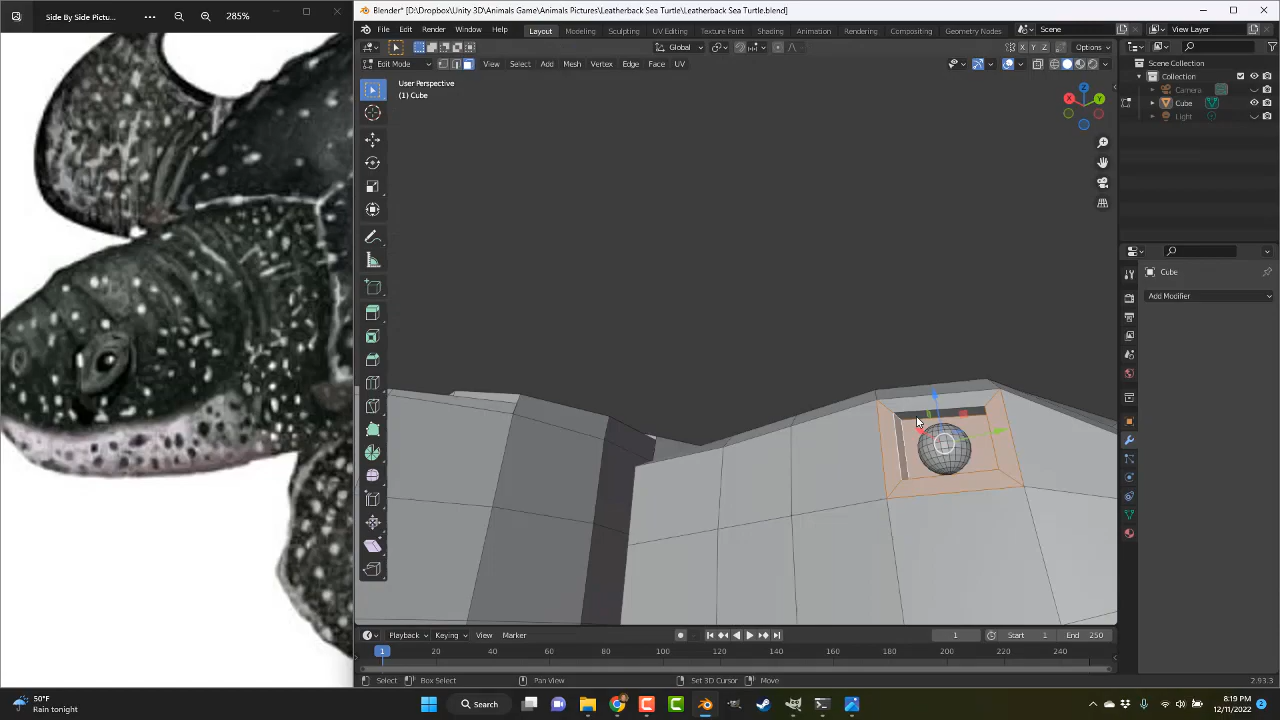 Side By Side Pictu...
285%
Blender* [D:\Dropbox\Unity 3D\Animals Game\Animals Pictures\Leatherback Sea Turtle\Leatherback Sea Turtle.blend]
File Edit Render Window Help
Layout Modeling Sculpting UV Editing Texture Paint Shading Animation Rendering Compositing Geometry Nodes
Scene
View Layer
Global
X Y Z
Options
Edit Mode
View Select Add Mesh Vertex Edge Face UV
User Perspective
(1) Cube
Z
X
Y
Scene Collection
Collection
Camera
Cube
Light
Cube
Add Modifier
Playback Keying View Marker
1
Start 1
End 250
1 20 40 60 80 100 120 140 160 180 200 220 240
Select Box Select Pan View Set 3D Cursor Move
2.93.3
50°F
Rain tonight
Search
8:19 PM
12/11/2022